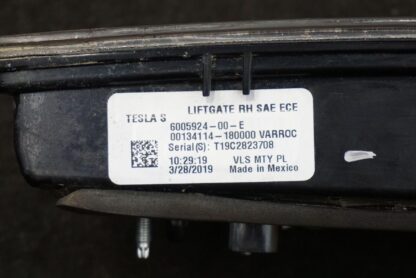 LIFTGATE RH SAE ECE
TESLA S
6005924-00-E
00134114-180000 VARROC
Serial(S): T19C2823708
10:29:19 VLS MTY PL
3/28/2019 Made in Mexico